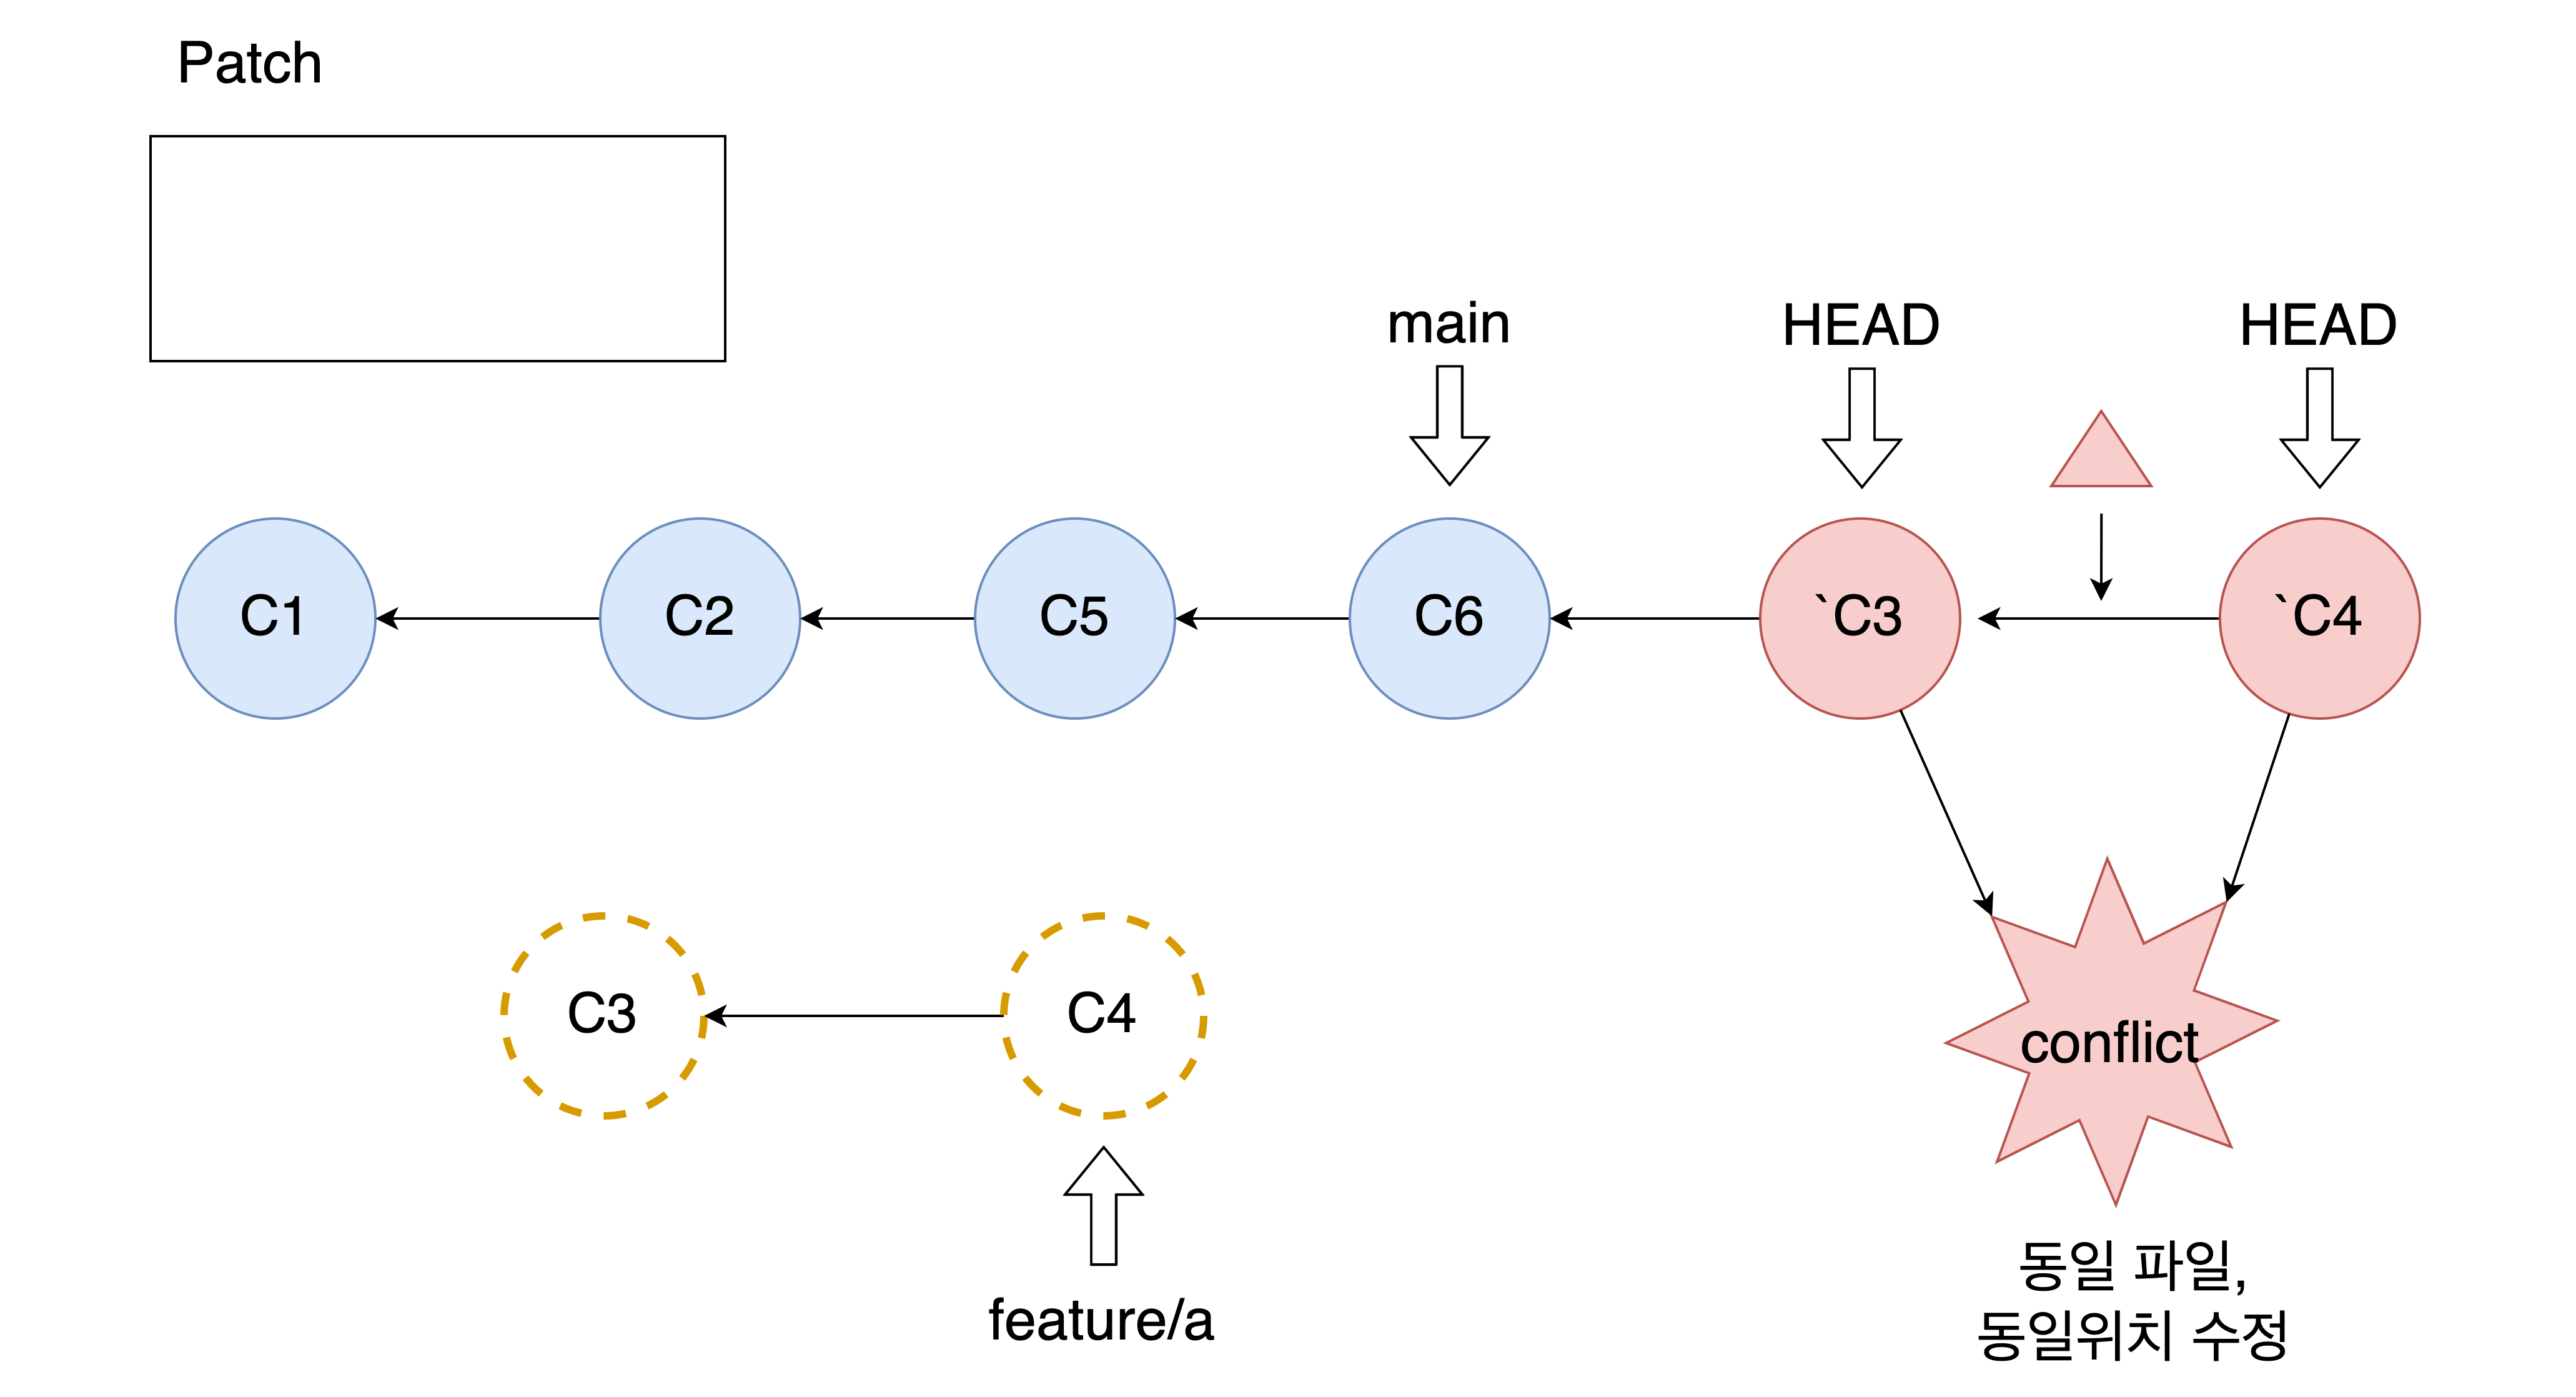 Patch
main
HEAD
HEAD
C1
C2
C5
C6
`C3
`C4
C3
C4
conflict
feature/a
동일 파일,
동일위치 수정